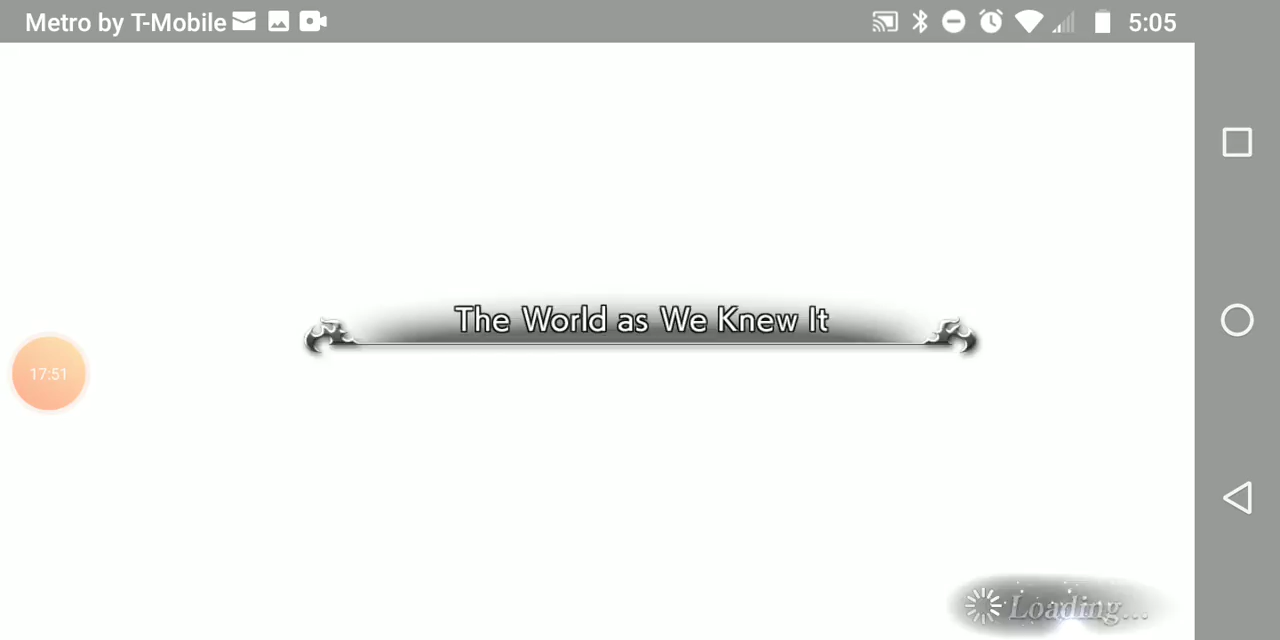 Metro by T-Mobile
5:05
The World as We Knew It
17:51
Loading...